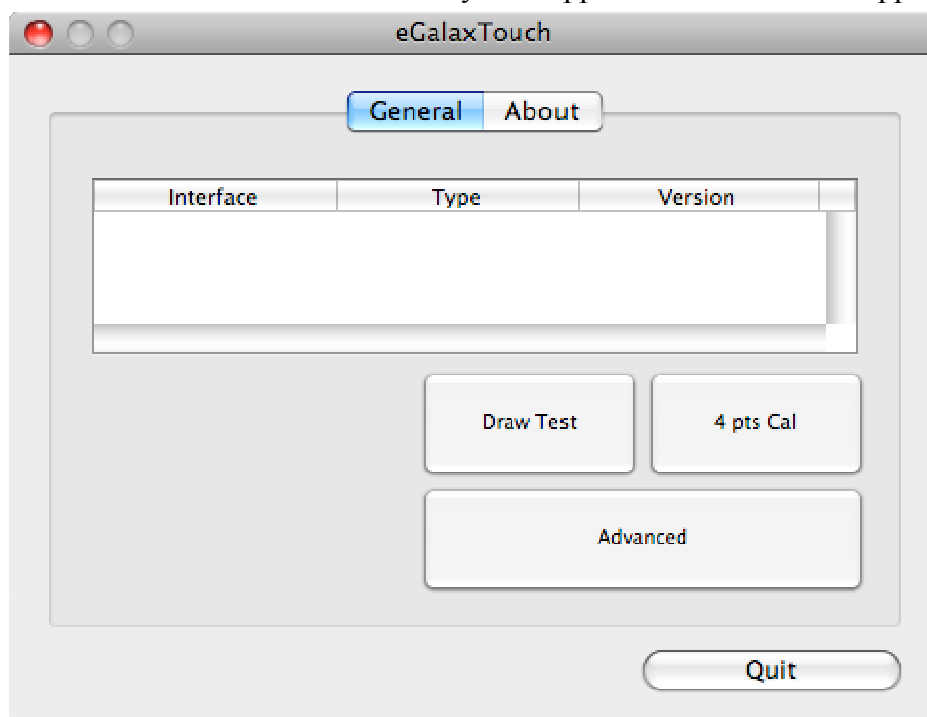 eGalaxTouch
General About
Interface Type Version
Draw Test 4 pts Cal
Advanced
Quit